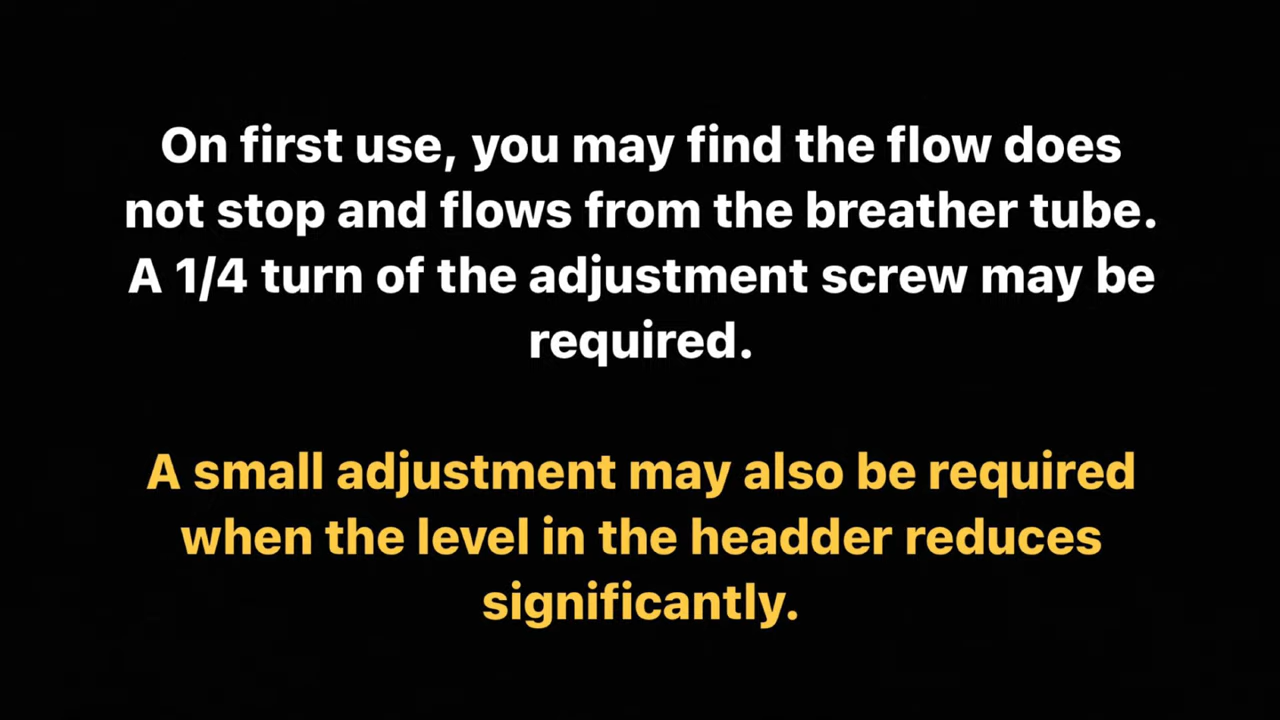 On first use, you may find the flow does
not stop and flows from the breather tube.
A 1/4 turn of the adjustment screw may be
required.
A small adjustment may also be required
when the level in the headder reduces
significantly.